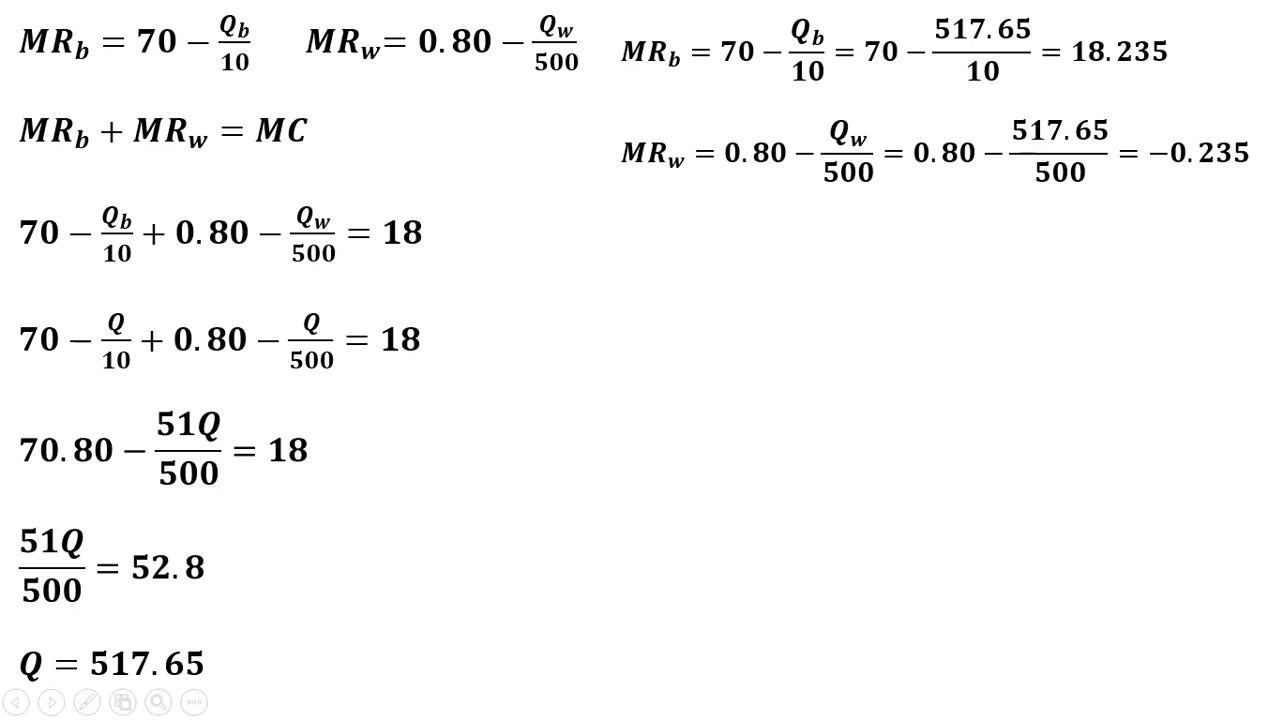 MR_b = 70 − Q_b/10    MR_w = 0.80 − Q_w/500
MR_b + MR_w = MC
70 − Q_b/10 + 0.80 − Q_w/500 = 18
70 − Q/10 + 0.80 − Q/500 = 18
70.80 − 51Q/500 = 18
51Q/500 = 52.8
Q = 517.65
MR_b = 70 − Q_b/10 = 70 − 517.65/10 = 18.235
MR_w = 0.80 − Q_w/500 = 0.80 − 517.65/500 = −0.235